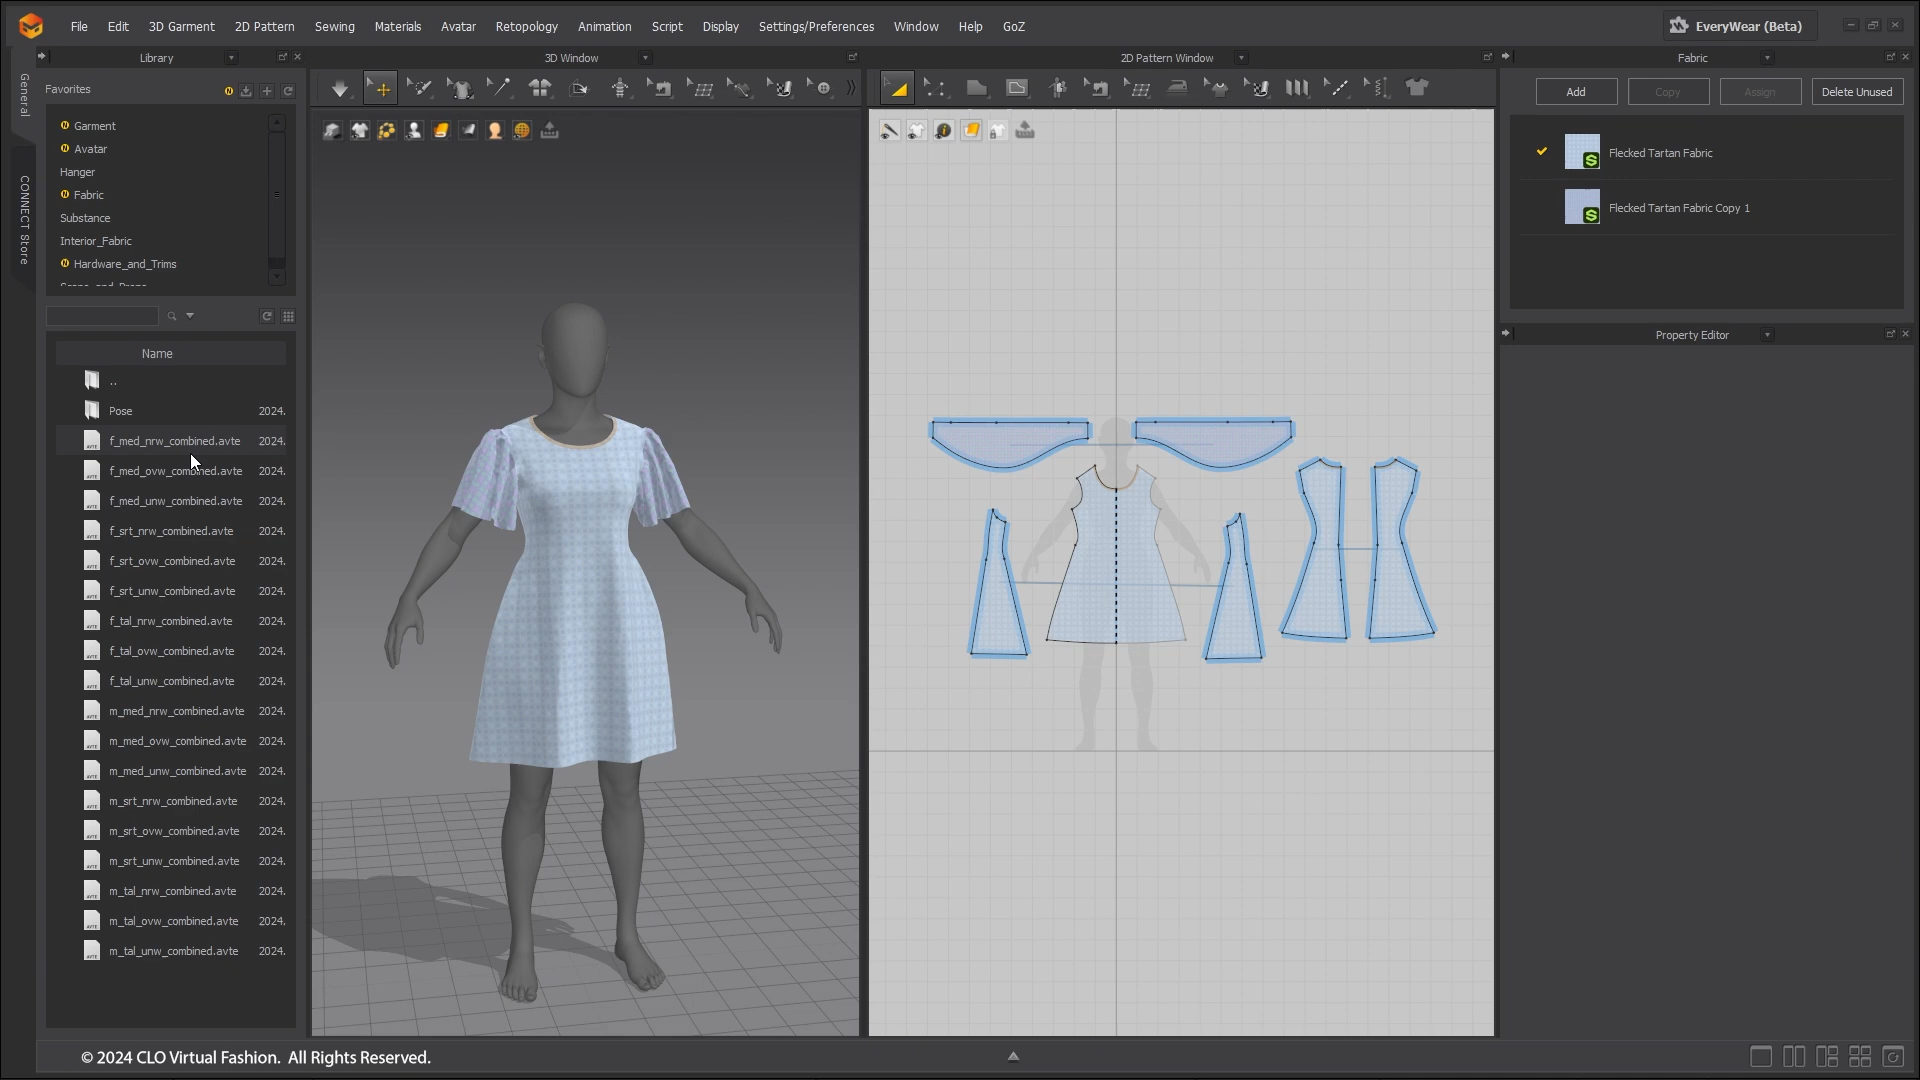 File Edit 3D Garment 2D Pattern Sewing Materials Avatar Retopology Animation Script Display Settings/Preferences Window Help GoZ
EveryWear (Beta)
Library
3D Window
2D Pattern Window
Fabric
General
CONNECT Store
Favorites
Garment
Avatar
Hanger
Fabric
Substance
Interior_Fabric
Hardware_and_Trims
Scene_and_Props
Name
..
Pose 2024.
f_med_nrw_combined.avte 2024.
f_med_ovw_combined.avte 2024.
f_med_unw_combined.avte 2024.
f_srt_nrw_combined.avte 2024.
f_srt_ovw_combined.avte 2024.
f_srt_unw_combined.avte 2024.
f_tal_nrw_combined.avte 2024.
f_tal_ovw_combined.avte 2024.
f_tal_unw_combined.avte 2024.
m_med_nrw_combined.avte 2024.
m_med_ovw_combined.avte 2024.
m_med_unw_combined.avte 2024.
m_srt_nrw_combined.avte 2024.
m_srt_ovw_combined.avte 2024.
m_srt_unw_combined.avte 2024.
m_tal_nrw_combined.avte 2024.
m_tal_ovw_combined.avte 2024.
m_tal_unw_combined.avte 2024.
Add Copy Assign Delete Unused
Flecked Tartan Fabric
Flecked Tartan Fabric Copy 1
Property Editor
© 2024 CLO Virtual Fashion. All Rights Reserved.